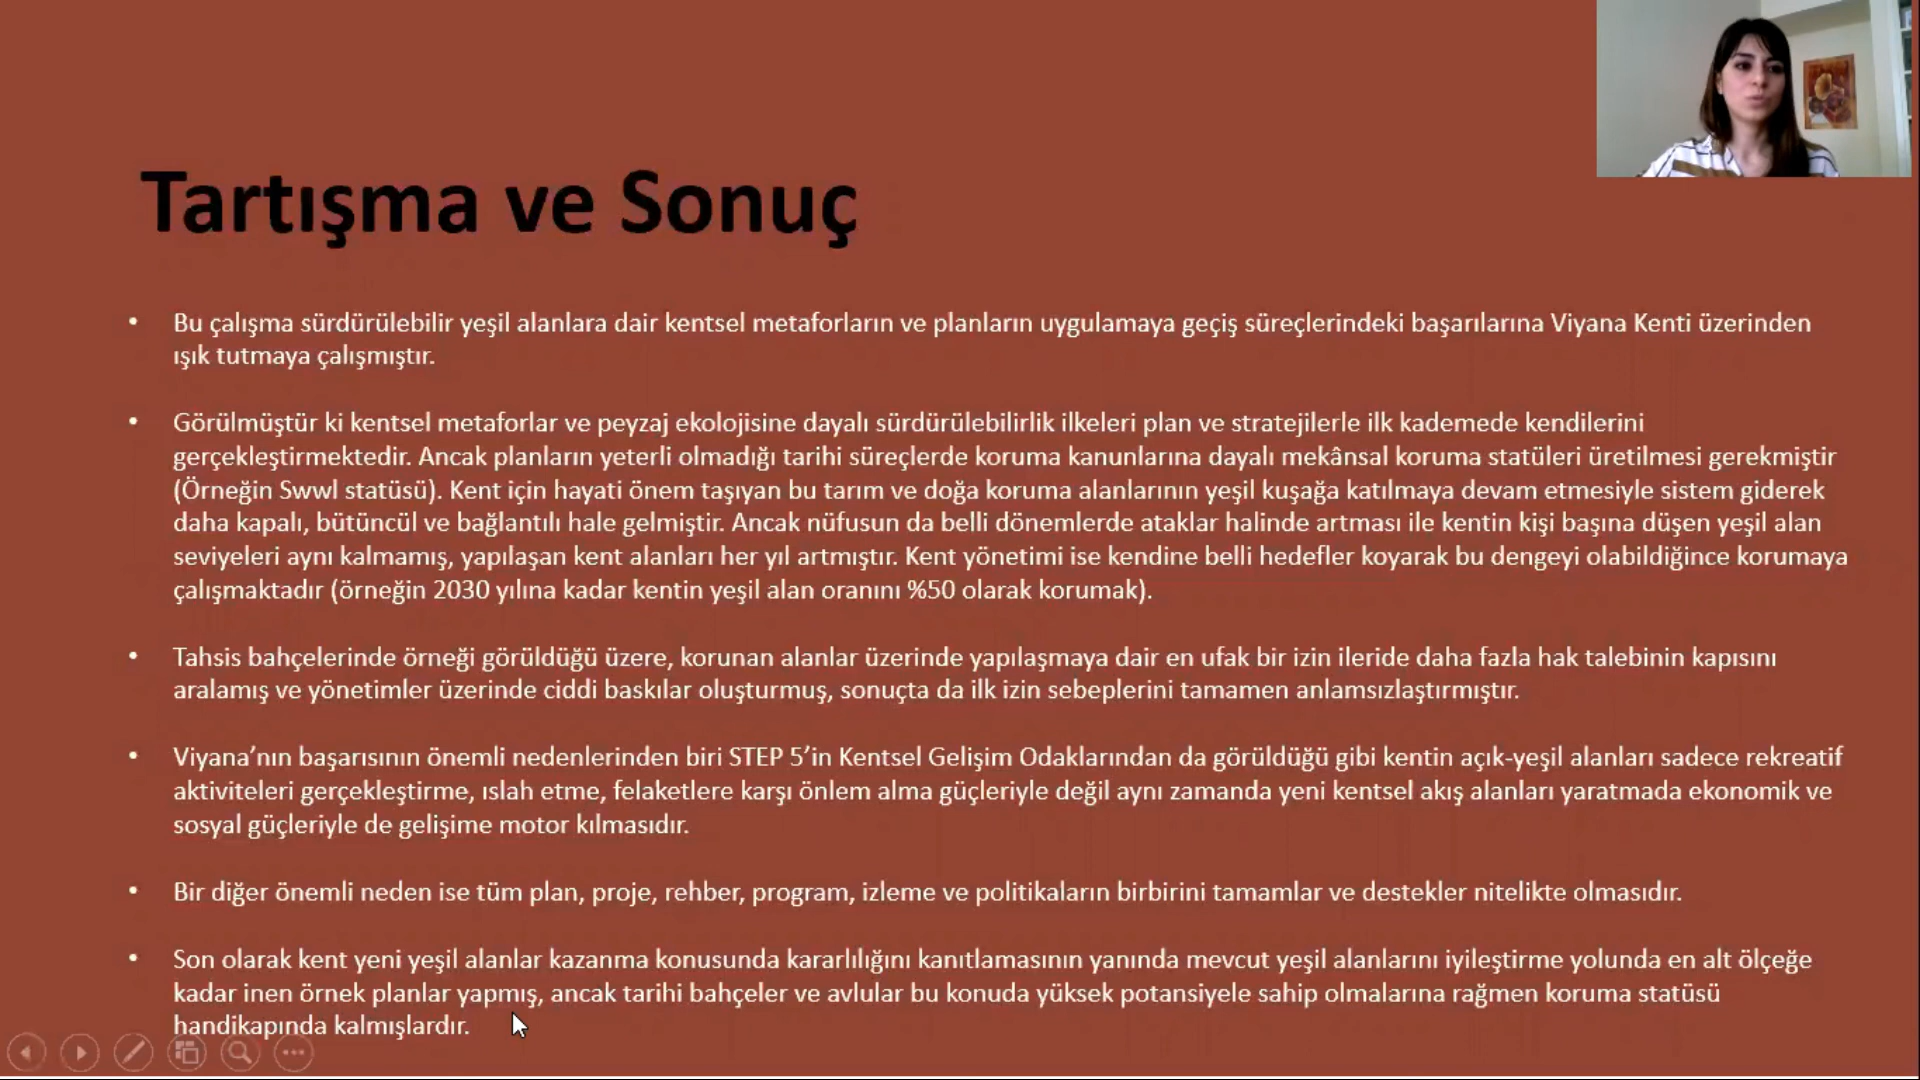 Tartışma ve Sonuç
• Bu çalışma sürdürülebilir yeşil alanlara dair kentsel metaforların ve planların uygulamaya geçiş süreçlerindeki başarılarına Viyana Kenti üzerinden
ışık tutmaya çalışmıştır.
• Görülmüştür ki kentsel metaforlar ve peyzaj ekolojisine dayalı sürdürülebilirlik ilkeleri plan ve stratejilerle ilk kademede kendilerini
gerçekleştirmektedir. Ancak planların yeterli olmadığı tarihi süreçlerde koruma kanunlarına dayalı mekânsal koruma statüleri üretilmesi gerekmiştir
(Örneğin Swwl statüsü). Kent için hayati önem taşıyan bu tarım ve doğa koruma alanlarının yeşil kuşağa katılmaya devam etmesiyle sistem giderek
daha kapalı, bütüncül ve bağlantılı hale gelmiştir. Ancak nüfusun da belli dönemlerde ataklar halinde artması ile kentin kişi başına düşen yeşil alan
seviyeleri aynı kalmamış, yapılaşan kent alanları her yıl artmıştır. Kent yönetimi ise kendine belli hedefler koyarak bu dengeyi olabildiğince korumaya
çalışmaktadır (örneğin 2030 yılına kadar kentin yeşil alan oranını %50 olarak korumak).
• Tahsis bahçelerinde örneği görüldüğü üzere, korunan alanlar üzerinde yapılaşmaya dair en ufak bir izin ileride daha fazla hak talebinin kapısını
aralamış ve yönetimler üzerinde ciddi baskılar oluşturmuş, sonuçta da ilk izin sebeplerini tamamen anlamsızlaştırmıştır.
• Viyana’nın başarısının önemli nedenlerinden biri STEP 5’in Kentsel Gelişim Odaklarından da görüldüğü gibi kentin açık-yeşil alanları sadece rekreatif
aktiviteleri gerçekleştirme, ıslah etme, felaketlere karşı önlem alma güçleriyle değil aynı zamanda yeni kentsel akış alanları yaratmada ekonomik ve
sosyal güçleriyle de gelişime motor kılmasıdır.
• Bir diğer önemli neden ise tüm plan, proje, rehber, program, izleme ve politikaların birbirini tamamlar ve destekler nitelikte olmasıdır.
• Son olarak kent yeni yeşil alanlar kazanma konusunda kararlılığını kanıtlamasının yanında mevcut yeşil alanlarını iyileştirme yolunda en alt ölçeğe
kadar inen örnek planlar yapmış, ancak tarihi bahçeler ve avlular bu konuda yüksek potansiyele sahip olmalarına rağmen koruma statüsü
handikapında kalmışlardır.